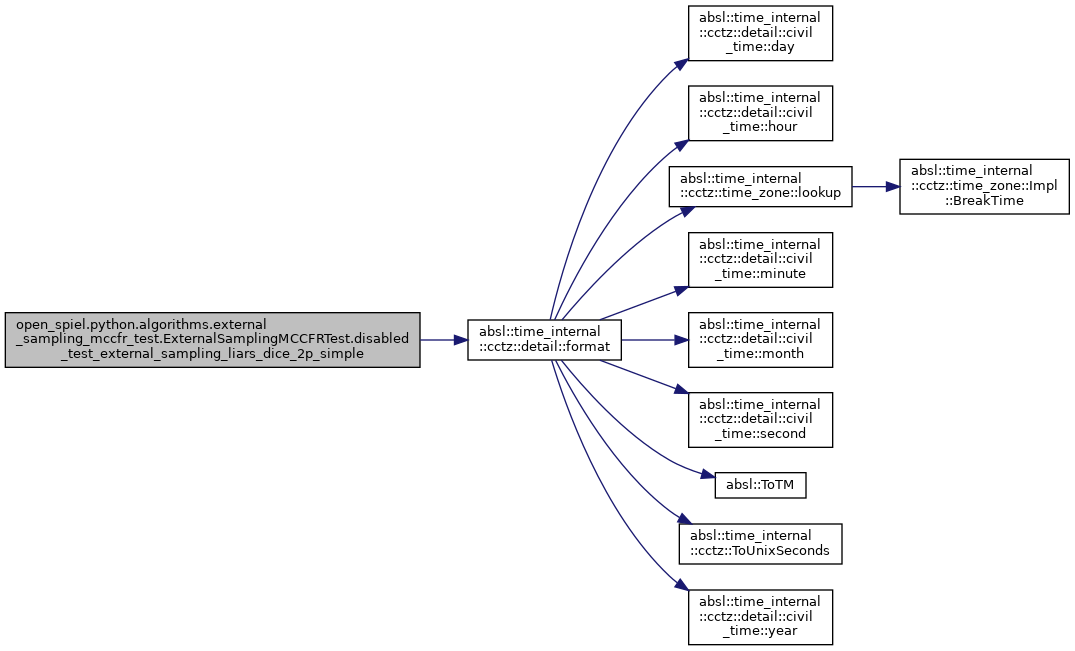 absl::time_internal
::cctz::detail::civil
_time::day
absl::time_internal
::cctz::detail::civil
_time::hour
absl::time_internal
::cctz::time_zone::lookup
absl::time_internal
::cctz::time_zone::Impl
::BreakTime
absl::time_internal
::cctz::detail::civil
_time::minute
open_spiel.python.algorithms.external
_sampling_mccfr_test.ExternalSamplingMCCFRTest.disabled
_test_external_sampling_liars_dice_2p_simple
absl::time_internal
::cctz::detail::format
absl::time_internal
::cctz::detail::civil
_time::month
absl::time_internal
::cctz::detail::civil
_time::second
absl::ToTM
absl::time_internal
::cctz::ToUnixSeconds
absl::time_internal
::cctz::detail::civil
_time::year